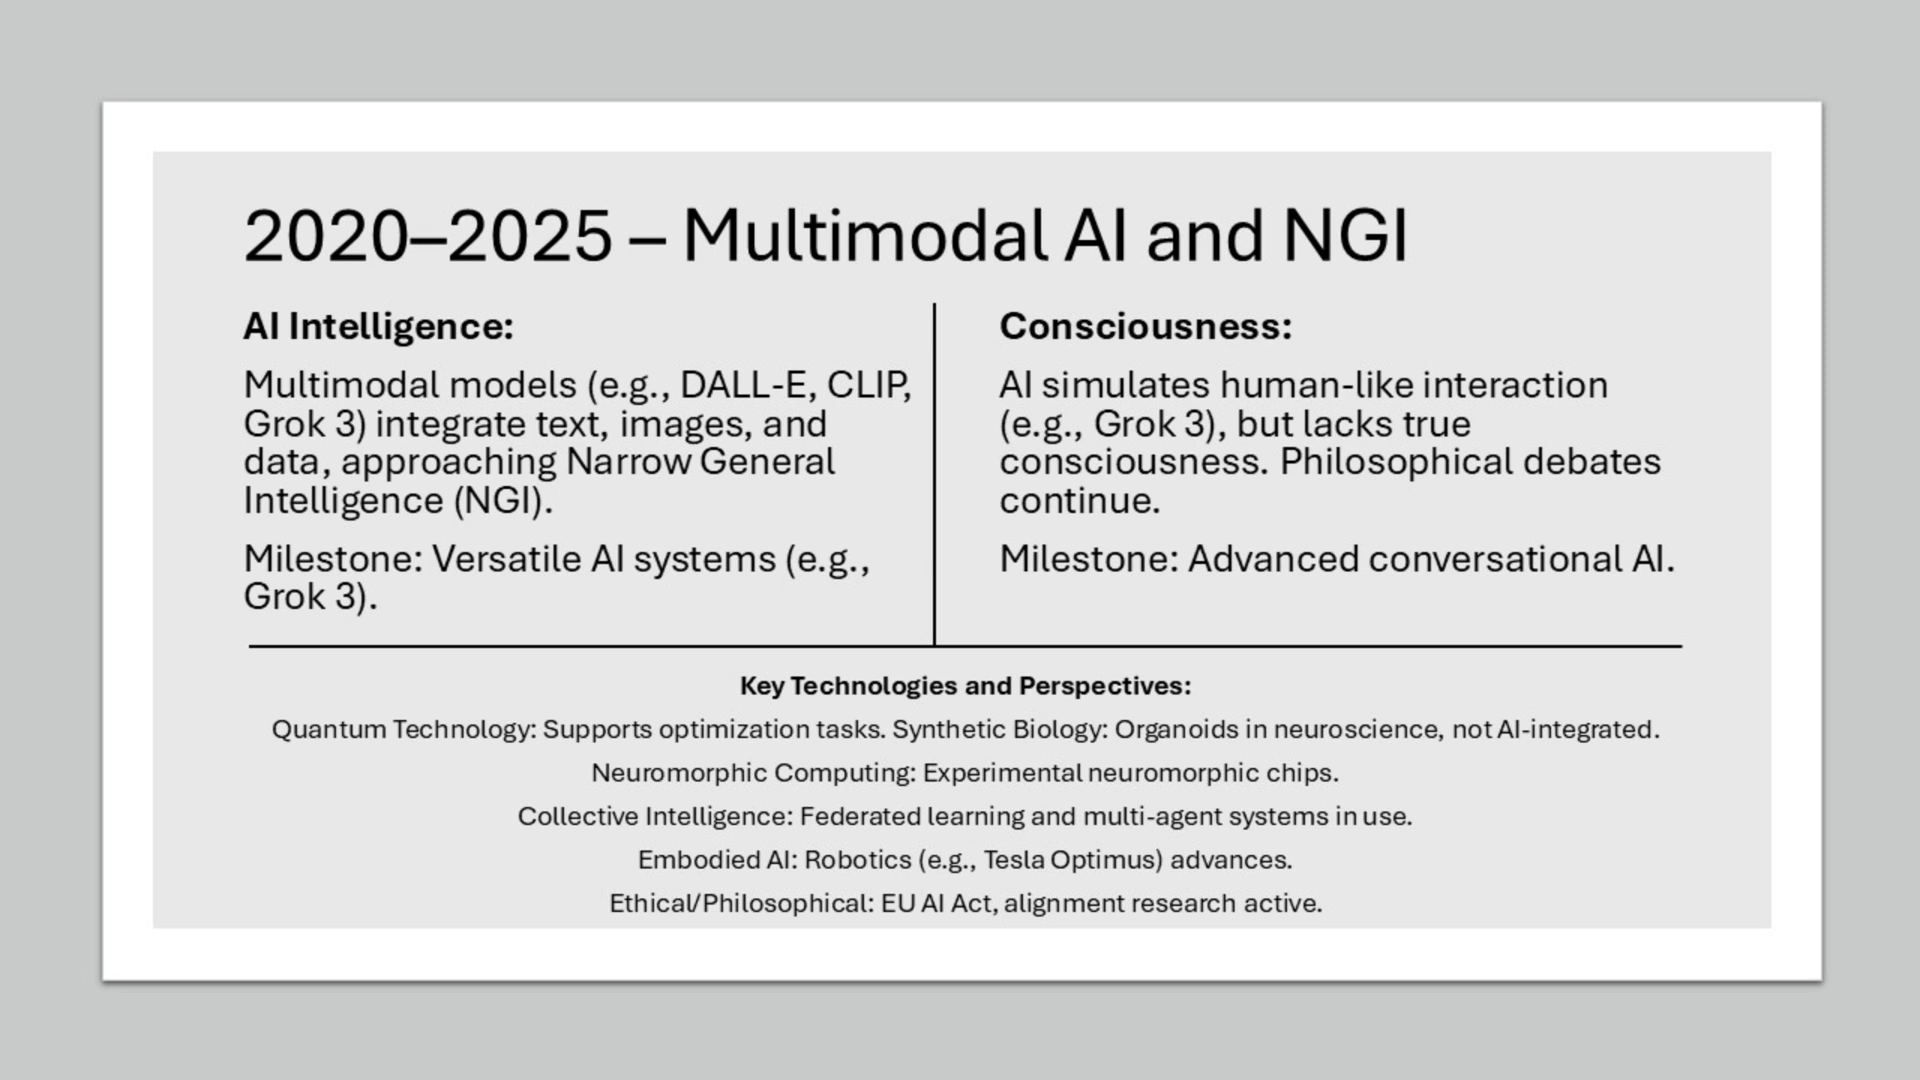 2020–2025 – Multimodal AI and NGI
AI Intelligence:
Multimodal models (e.g., DALL-E, CLIP,
Grok 3) integrate text, images, and
data, approaching Narrow General
Intelligence (NGI).
Milestone: Versatile AI systems (e.g.,
Grok 3).
Consciousness:
AI simulates human-like interaction
(e.g., Grok 3), but lacks true
consciousness. Philosophical debates
continue.
Milestone: Advanced conversational AI.
Key Technologies and Perspectives:
Quantum Technology: Supports optimization tasks. Synthetic Biology: Organoids in neuroscience, not AI-integrated.
Neuromorphic Computing: Experimental neuromorphic chips.
Collective Intelligence: Federated learning and multi-agent systems in use.
Embodied AI: Robotics (e.g., Tesla Optimus) advances.
Ethical/Philosophical: EU AI Act, alignment research active.